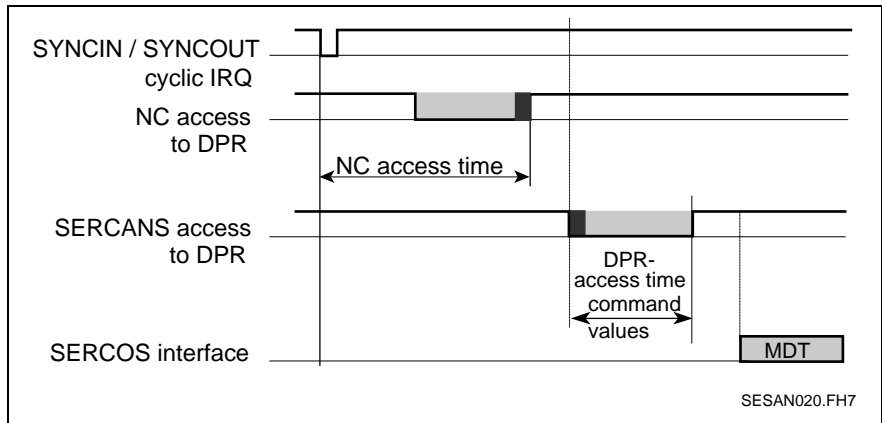 SYNCIN / SYNCOUT
cyclic IRQ
NC access
to DPR
NC access time
SERCANS access
to DPR
DPR-
access time
command
values
SERCOS interface
MDT
SESAN020.FH7